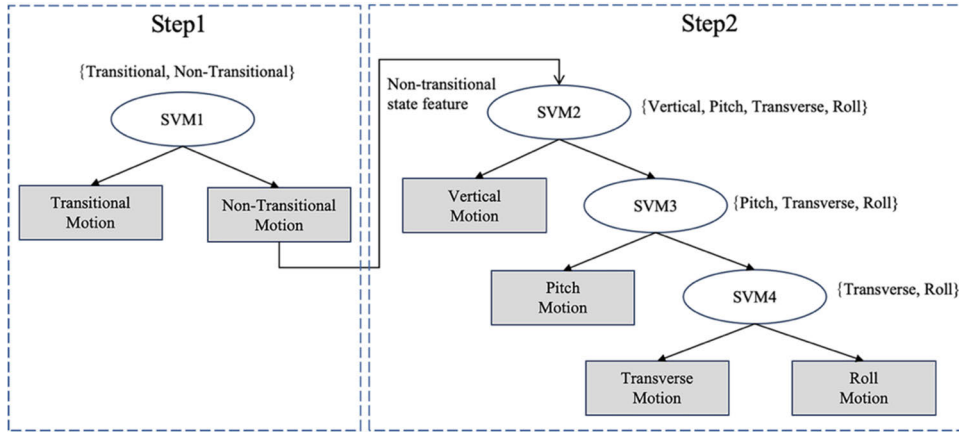 Step1
{Transitional, Non-Transitional}
SVM1
Transitional
Motion
Non-Transitional
Motion
Step2
Non-transitional
state feature
SVM2
{Vertical, Pitch, Transverse, Roll}
Vertical
Motion
SVM3
{Pitch, Transverse, Roll}
Pitch
Motion
SVM4
{Transverse, Roll}
Transverse
Motion
Roll
Motion